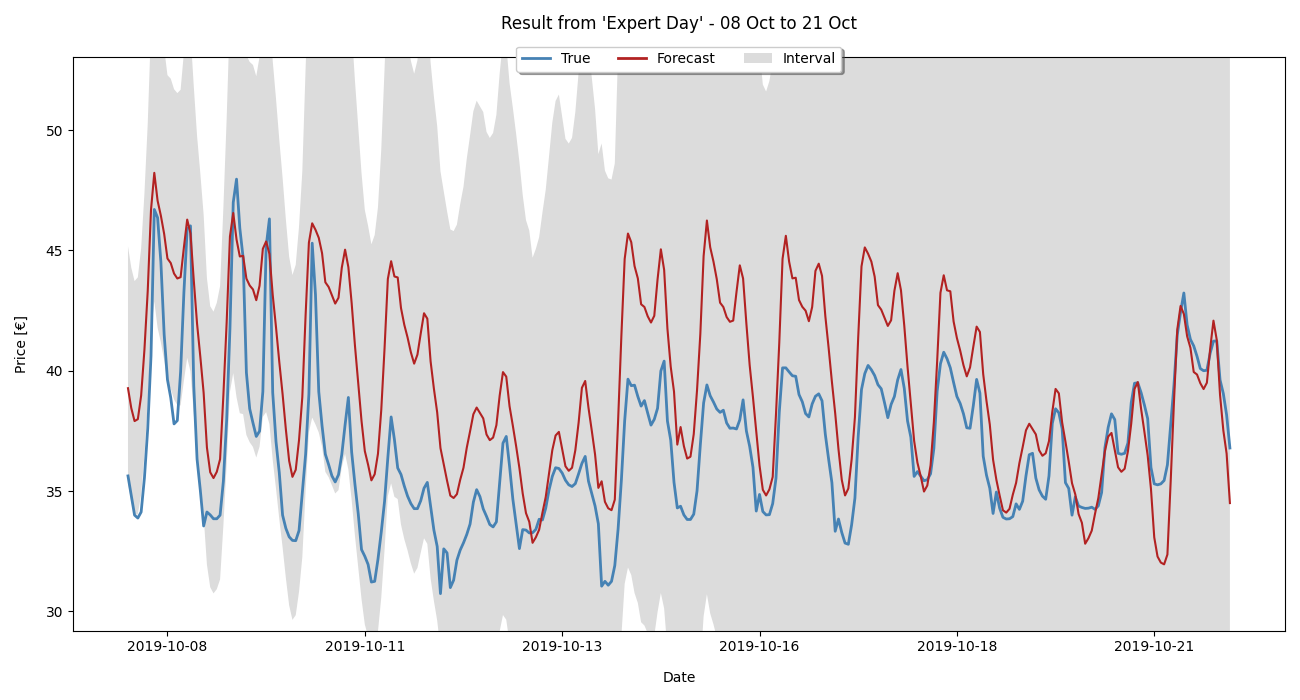 Result from 'Expert Day' - 08 Oct to 21 Oct
True Forecast Interval
50
45
40
35
30
Price [€]
2019-10-08 2019-10-11 2019-10-13 2019-10-16 2019-10-18 2019-10-21
Date